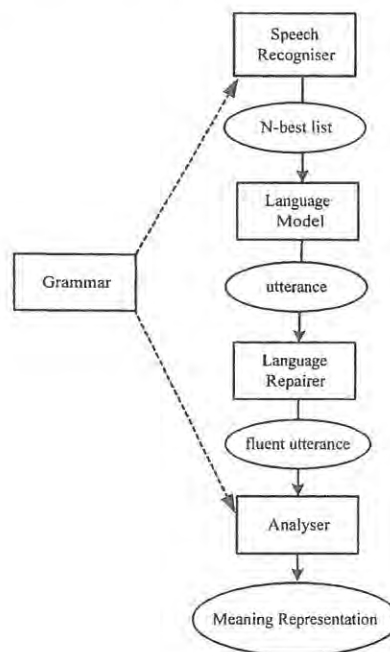 Speech
Recogniser
N-best list
Language
Model
Grammar
utterance
Language
Repairer
fluent utterance
Analyser
Meaning Representation